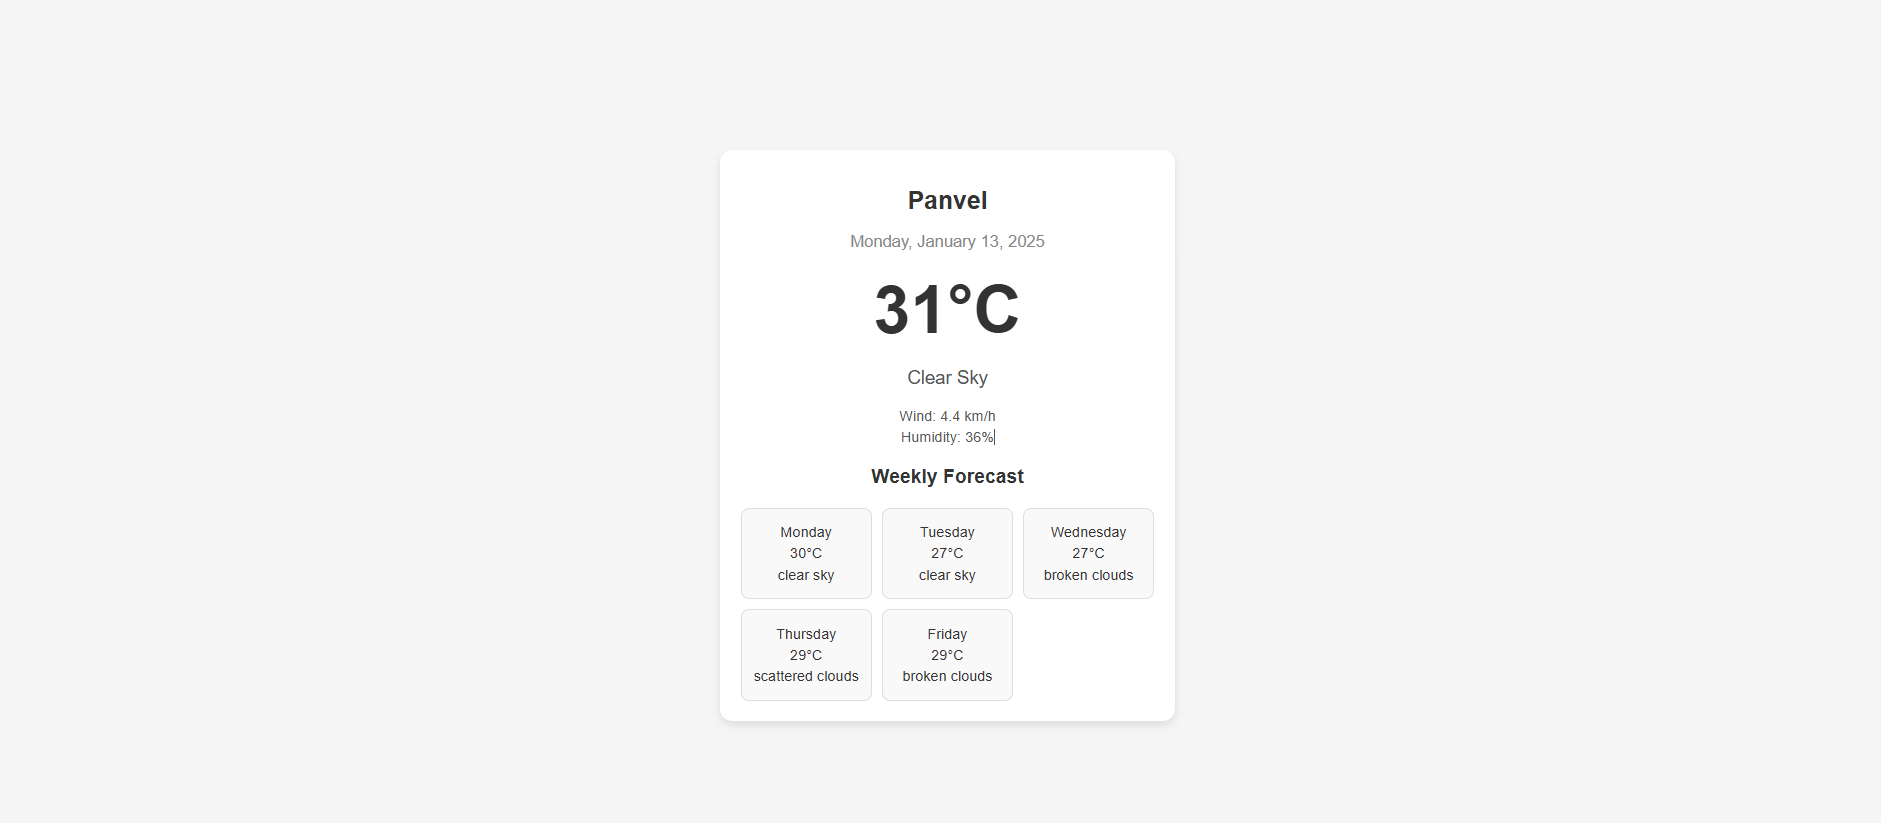 Panvel
Monday, January 13, 2025
31°C
Clear Sky
Wind: 4.4 km/h
Humidity: 36%
Weekly Forecast
Monday
30°C
clear sky
Tuesday
27°C
clear sky
Wednesday
27°C
broken clouds
Thursday
29°C
scattered clouds
Friday
29°C
broken clouds